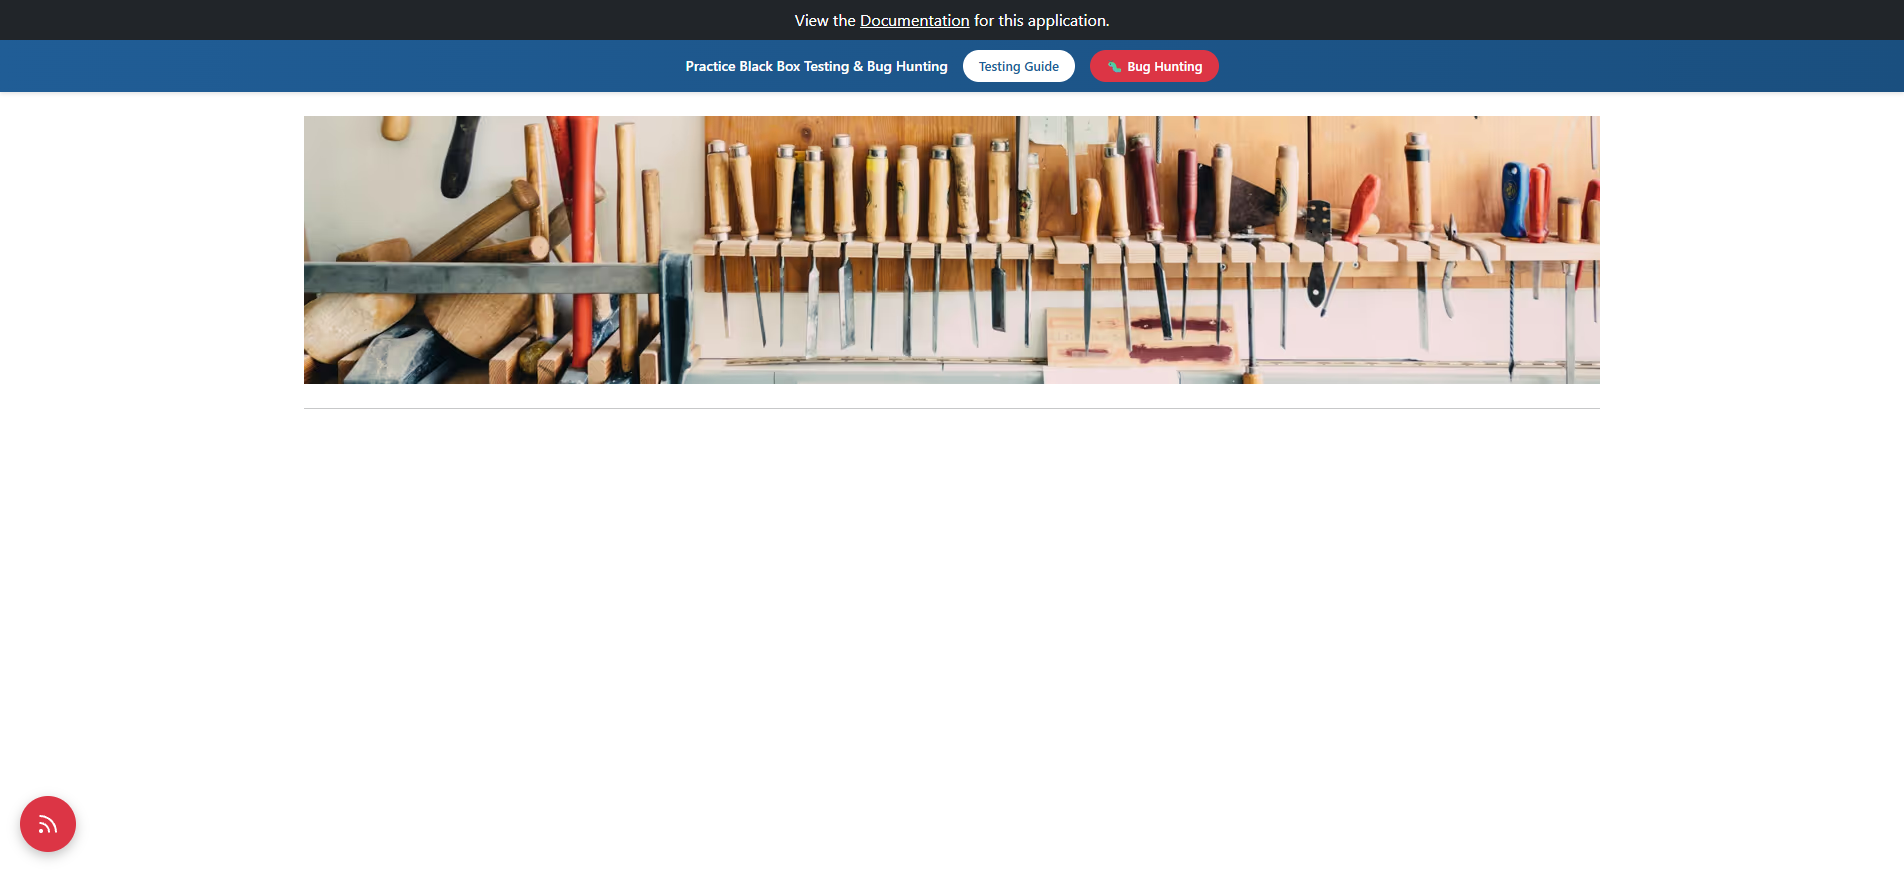 View the Documentation for this application.
Practice Black Box Testing & Bug Hunting Testing Guide Bug Hunting